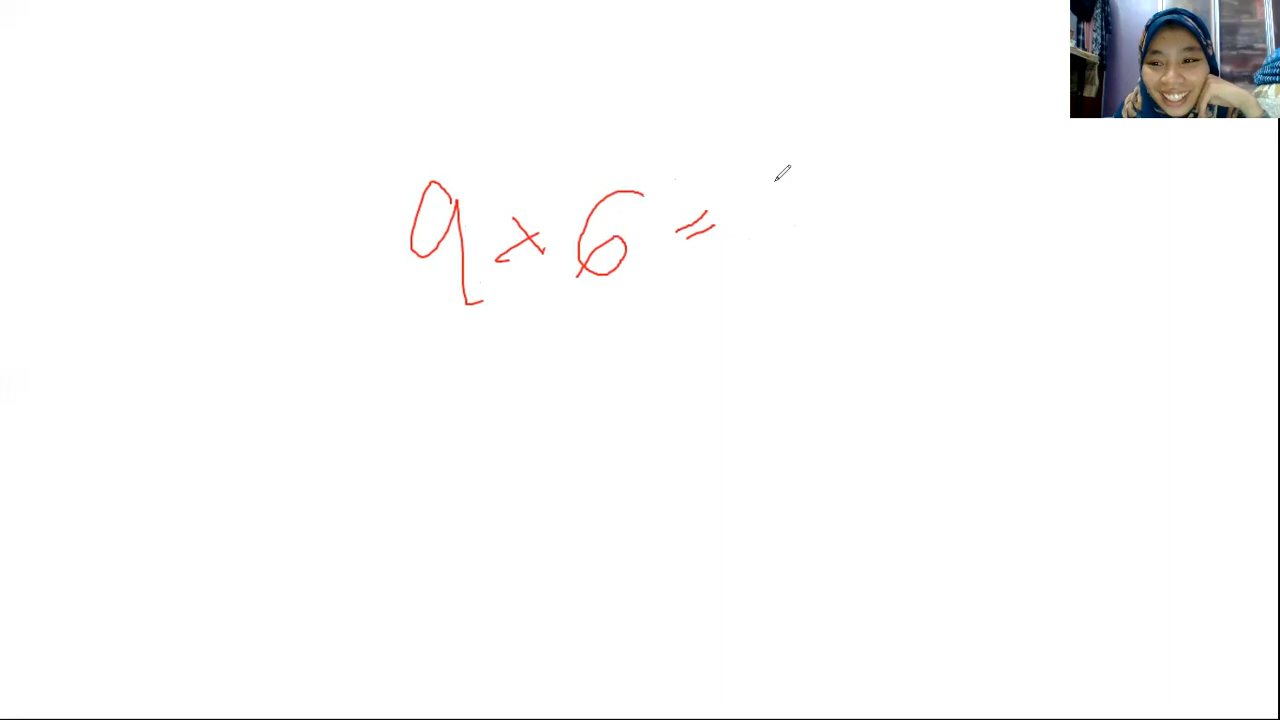 9 × 6 =